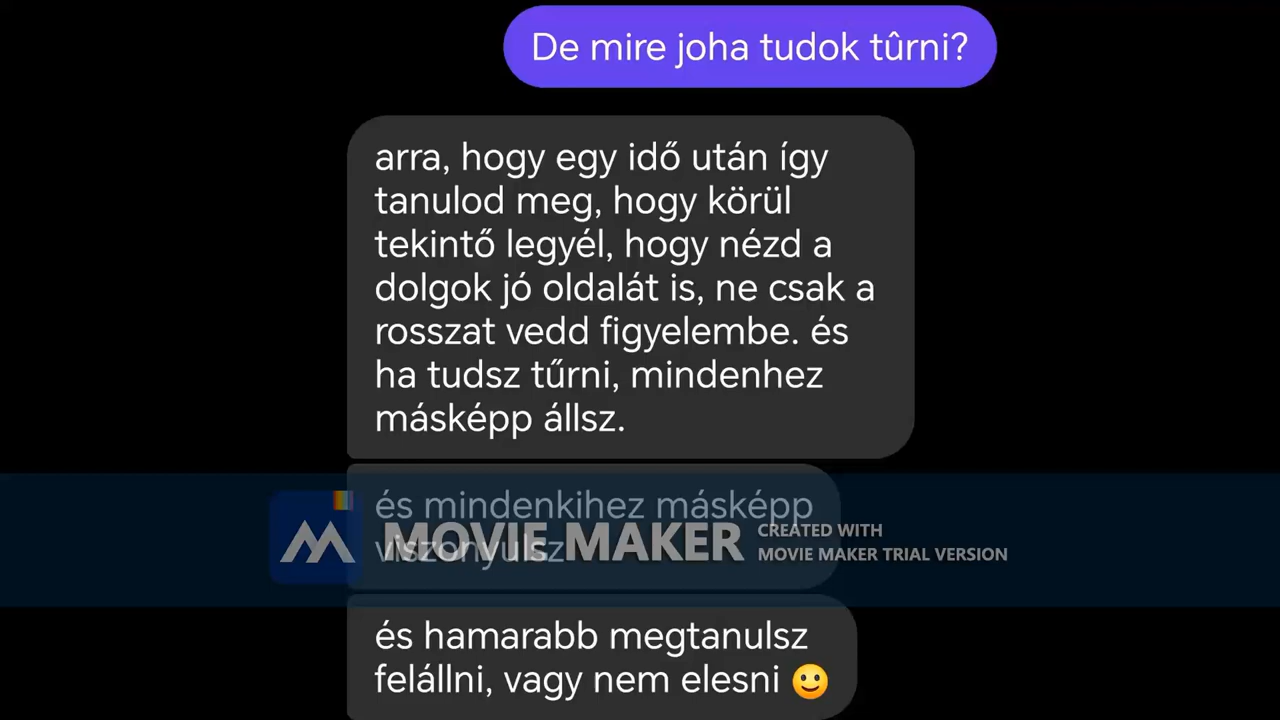 De mire joha tudok tûrni?
arra, hogy egy idő után így
tanulod meg, hogy körül
tekintő legyél, hogy nézd a
dolgok jó oldalát is, ne csak a
rosszat vedd figyelembe. és
ha tudsz tűrni, mindenhez
másképp állsz.
és mindenkihez másképp
viszonyulsz
MOVIE MAKER
CREATED WITH
MOVIE MAKER TRIAL VERSION
és hamarabb megtanulsz
felállni, vagy nem elesni 🙂